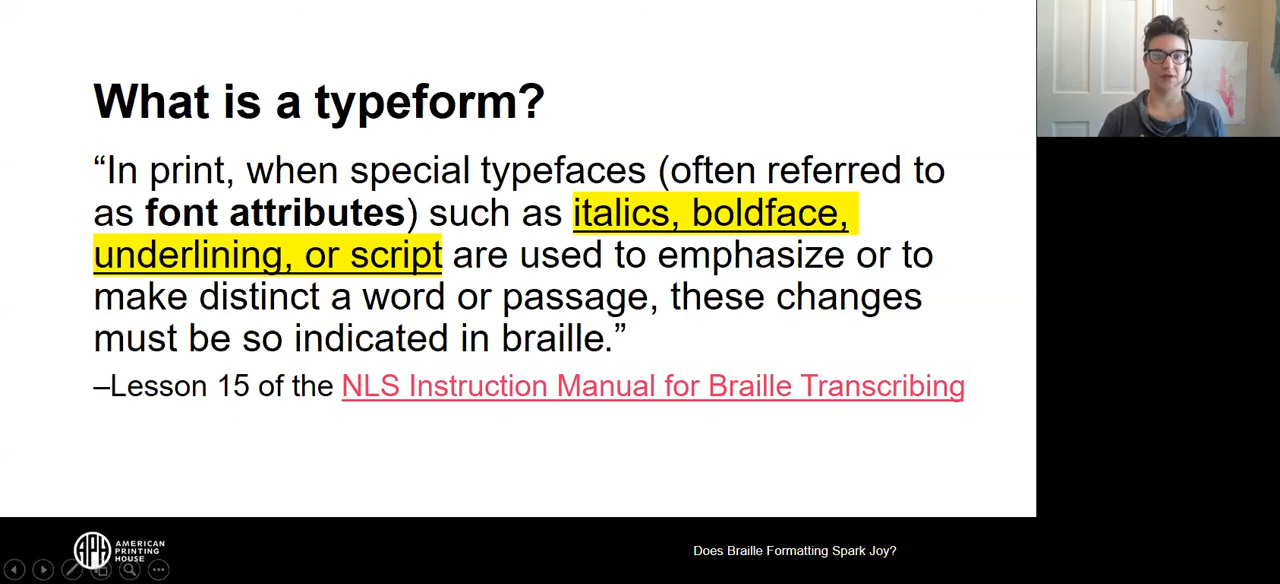 What is a typeform?
“In print, when special typefaces (often referred to
as font attributes) such as italics, boldface,
underlining, or script are used to emphasize or to
make distinct a word or passage, these changes
must be so indicated in braille.”
–Lesson 15 of the NLS Instruction Manual for Braille Transcribing
APH
AMERICAN
PRINTING
HOUSE
Does Braille Formatting Spark Joy?